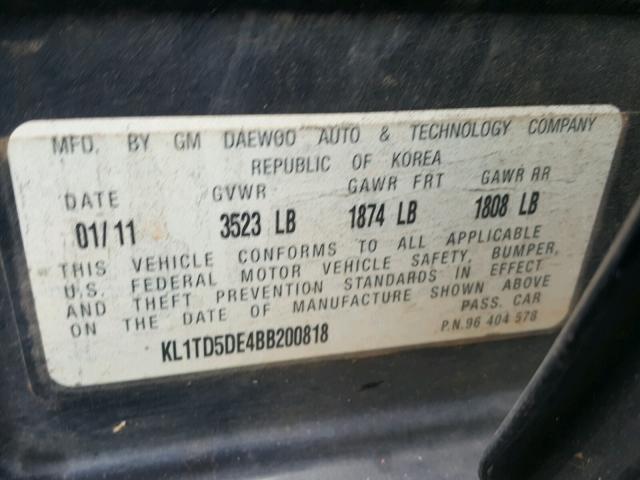 MFD. BY GM DAEWOO AUTO & TECHNOLOGY COMPANY
REPUBLIC OF KOREA
DATE GVWR GAWR FRT GAWR RR
01/11 3523 LB 1874 LB 1808 LB
THIS VEHICLE CONFORMS TO ALL APPLICABLE
U.S. FEDERAL MOTOR VEHICLE SAFETY, BUMPER,
AND THEFT PREVENTION STANDARDS IN EFFECT
ON THE DATE OF MANUFACTURE SHOWN ABOVE
PASS. CAR
KL1TD5DE4BB200818 P.N.96 404 578